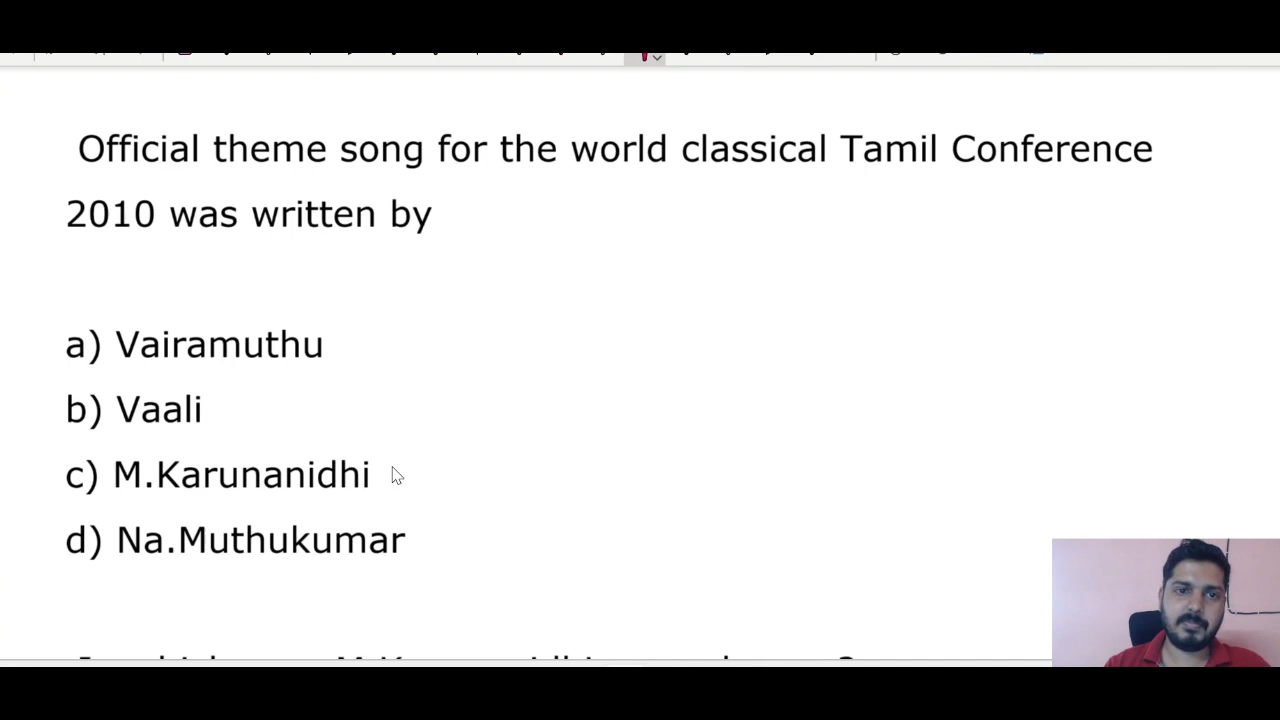 Official theme song for the world classical Tamil Conference
2010 was written by
a) Vairamuthu
b) Vaali
c) M.Karunanidhi
d) Na.Muthukumar